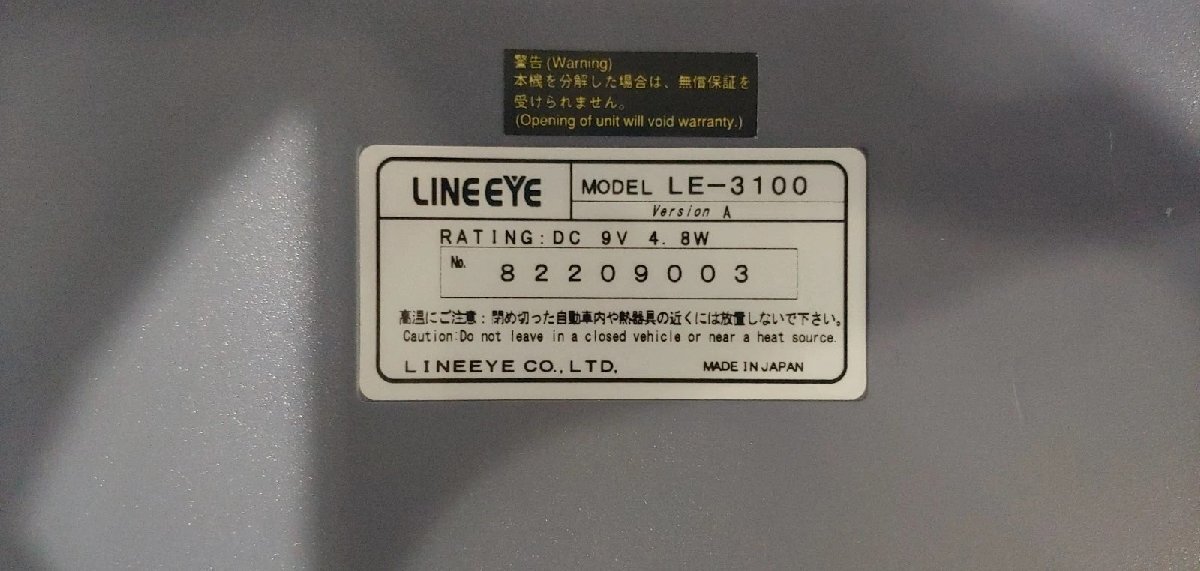 警告 (Warning)
本機を分解した場合は、無償保証を
受けられません。
(Opening of unit will void warranty.)
LINEEYE
MODEL LE-3100
Version A
RATING: DC 9V 4.8W
No. 82209003
高温にご注意：閉め切った自動車内や熱器具の近くには放置しないで下さい。
Caution:Do not leave in a closed vehicle or near a heat source.
LINEEYE CO., LTD.
MADE IN JAPAN